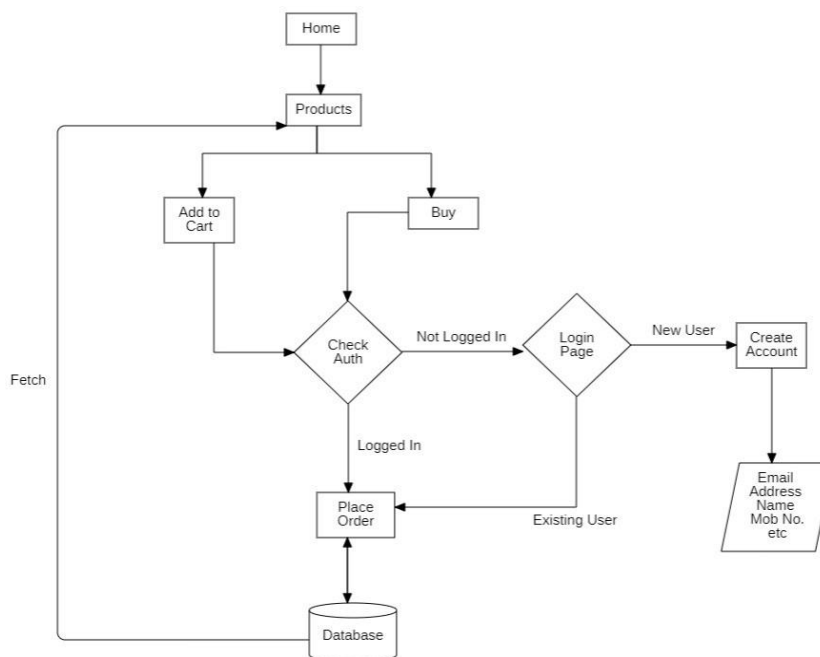 Home
Products
Add to
Cart
Buy
Check
Auth
Not Logged In
Login
Page
New User
Create
Account
Fetch
Logged In
Email
Address
Name
Mob No.
etc
Place
Order
Existing User
Database